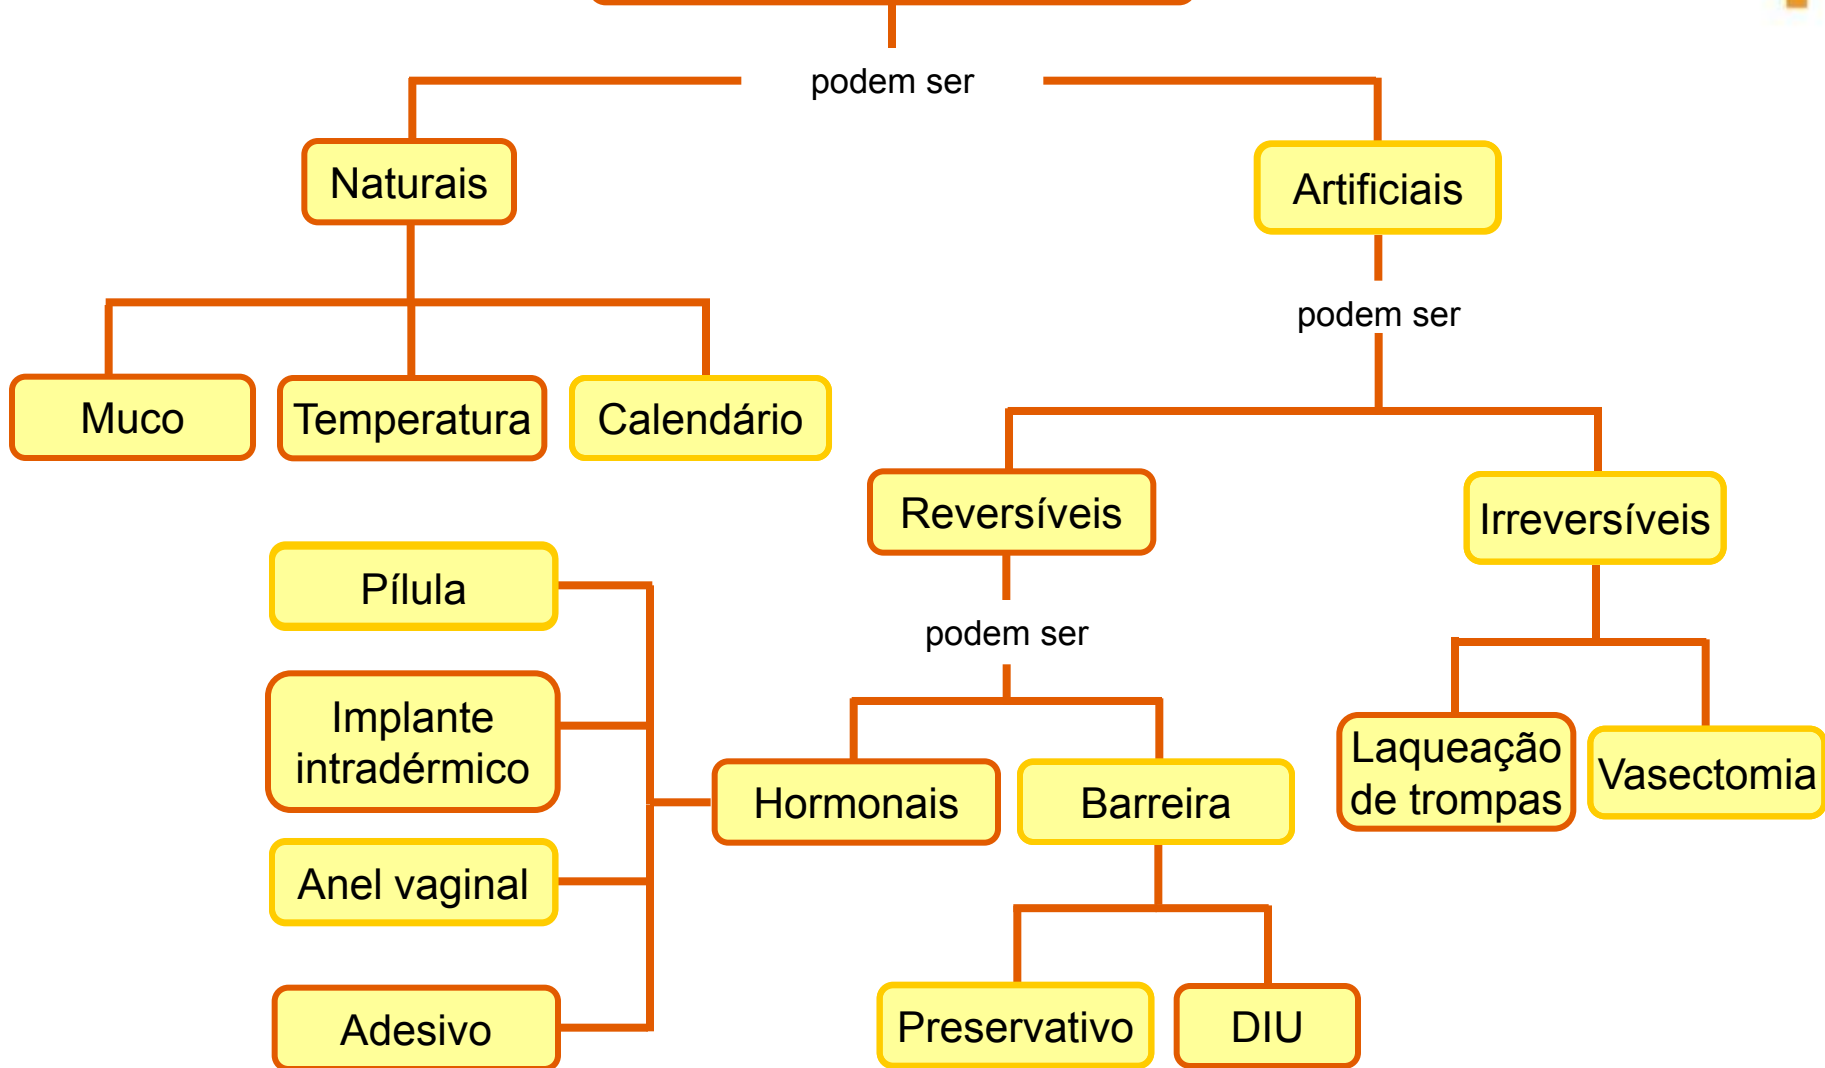 podem ser
Naturais
Artificiais
podem ser
Muco
Temperatura
Calendário
Reversíveis
Irreversíveis
Pílula
podem ser
Implante
intradérmico
Laqueação
de trompas
Vasectomia
Hormonais
Barreira
Anel vaginal
Adesivo
Preservativo
DIU